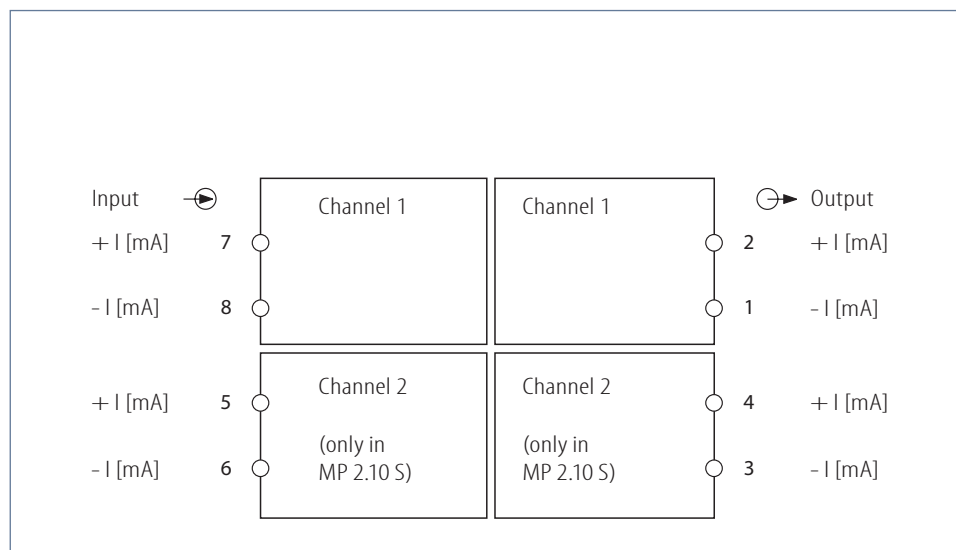 Input
Channel 1
Channel 1
Output
+ I [mA] 7
2 + I [mA]
– I [mA] 8
1 – I [mA]
Channel 2
Channel 2
+ I [mA] 5
4 + I [mA]
(only in
MP 2.10 S)
(only in
MP 2.10 S)
– I [mA] 6
3 – I [mA]